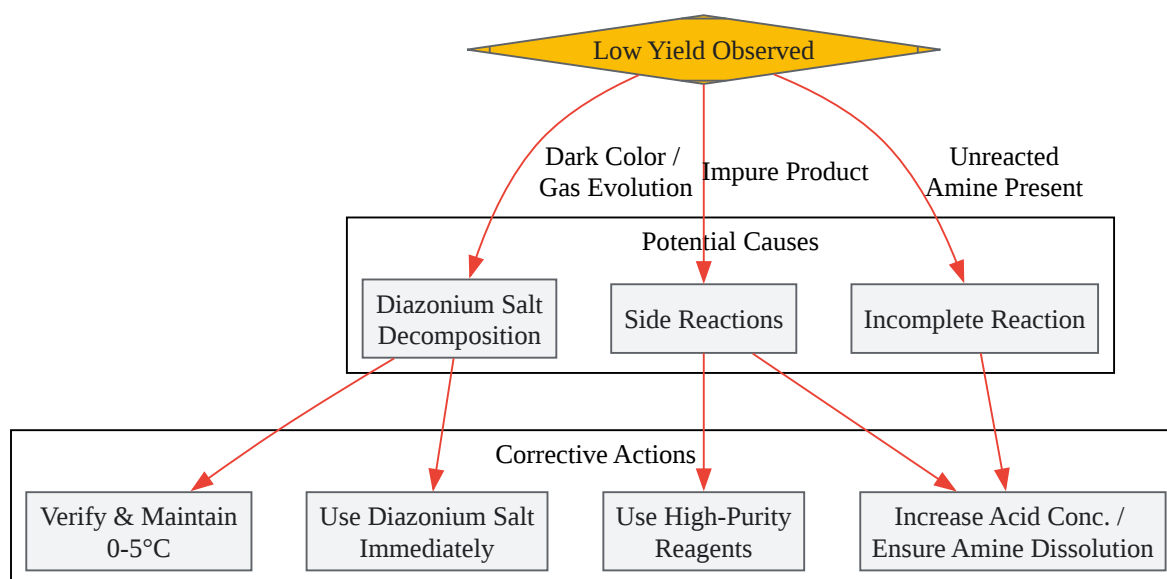 Low Yield Observed
Dark Color /
Gas Evolution
Impure Product
Unreacted
Amine Present
Potential Causes
Diazonium Salt
Decomposition
Side Reactions
Incomplete Reaction
Corrective Actions
Verify & Maintain
0-5°C
Use Diazonium Salt
Immediately
Use High-Purity
Reagents
Increase Acid Conc. /
Ensure Amine Dissolution